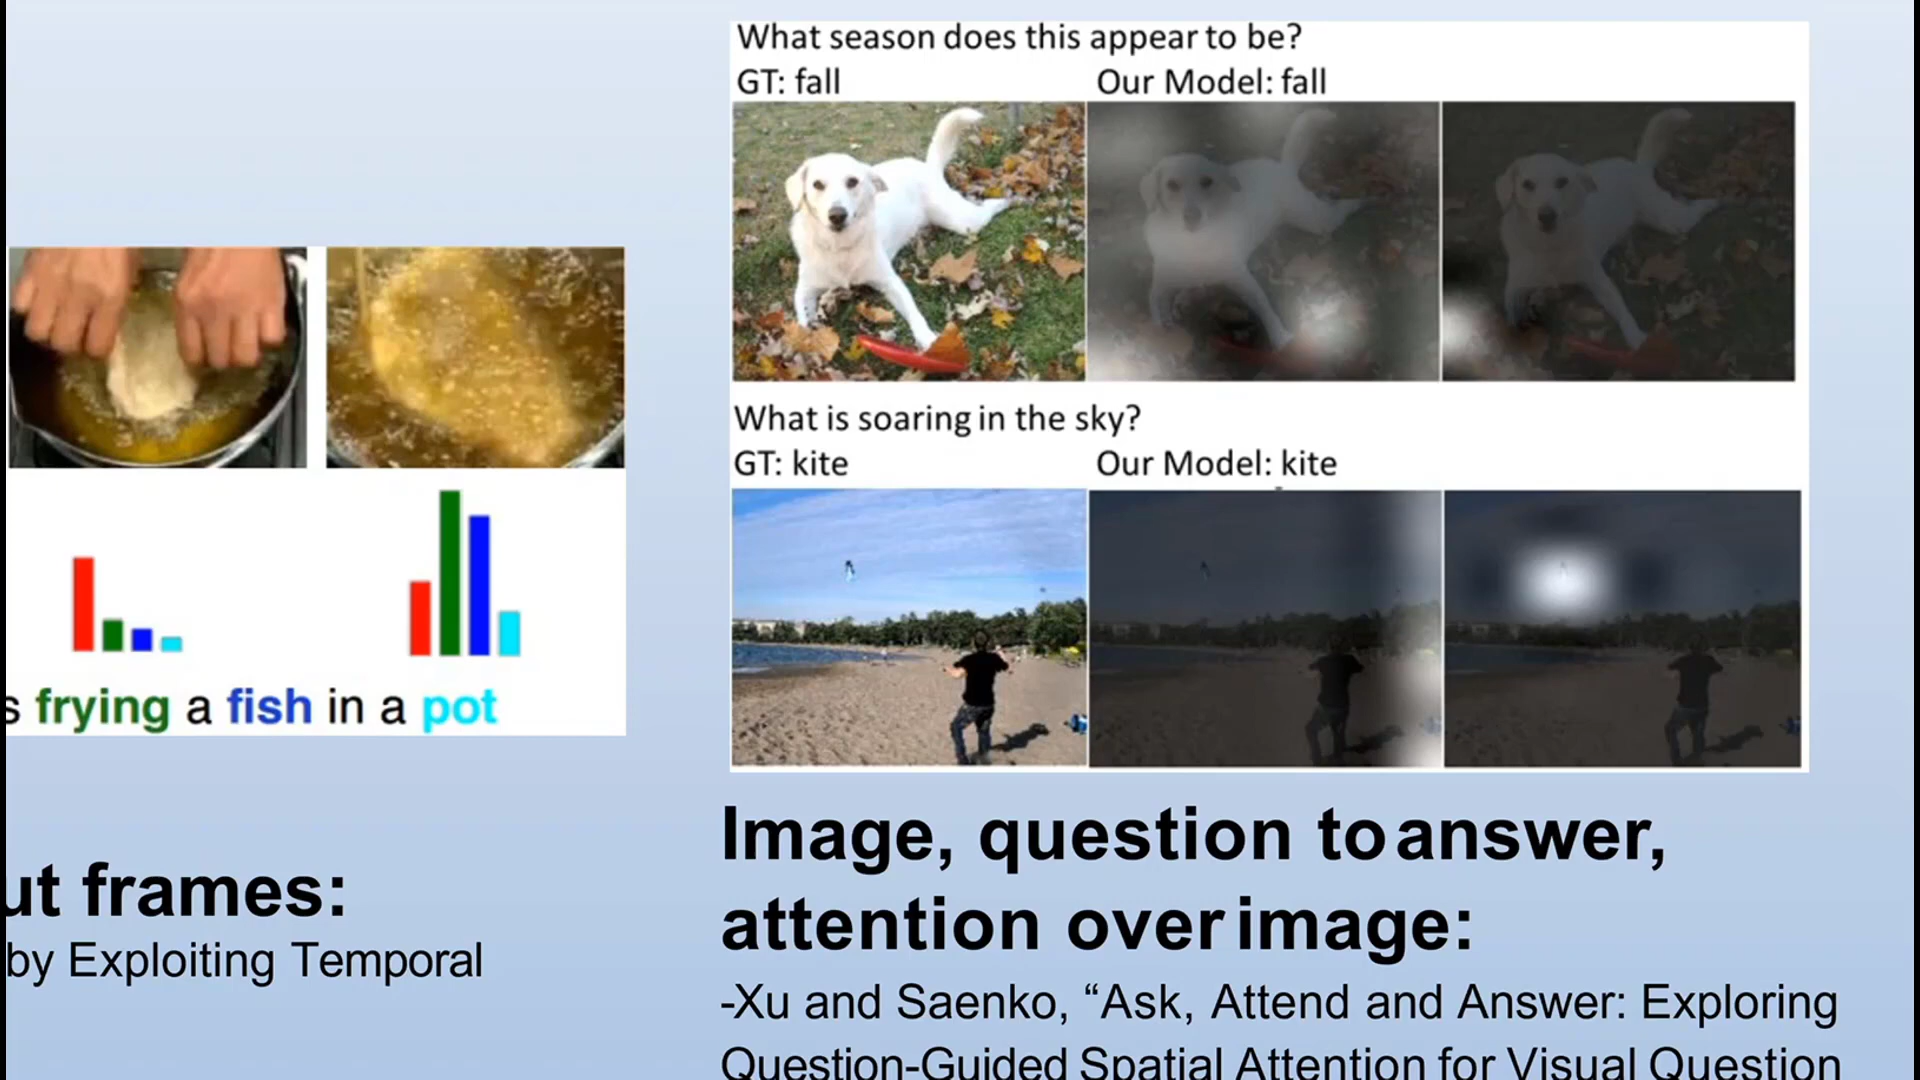 s frying a fish in a pot
ut frames:
by Exploiting Temporal
What season does this appear to be?
GT: fall Our Model: fall
What is soaring in the sky?
GT: kite Our Model: kite
Image, question to answer,
attention over image:
-Xu and Saenko, “Ask, Attend and Answer: Exploring
Question-Guided Spatial Attention for Visual Question